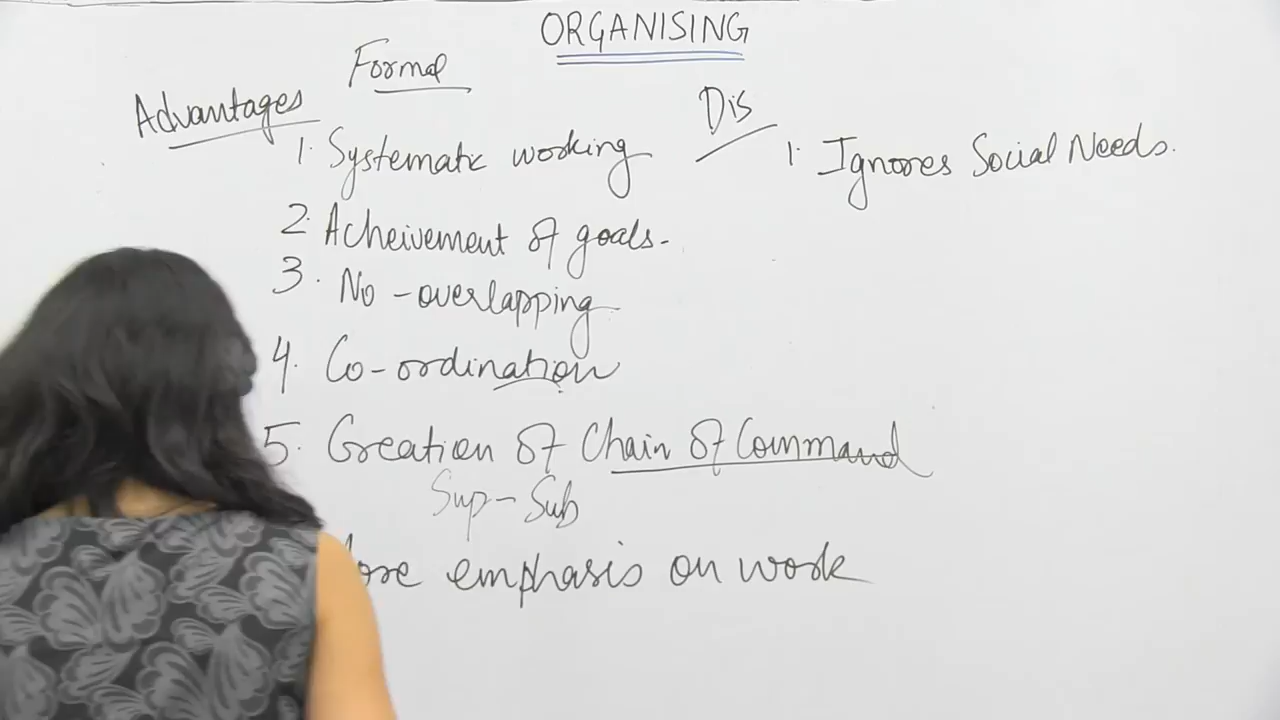 ORGANISING
Formal
Advantages
1. Systematic working
2. Acheivement of goals.
3. No - overlapping
4. Co-ordination
5. Creation of Chain of Command
Sup - Sub
emphasis on work
Dis
1. Ignores Social Needs.